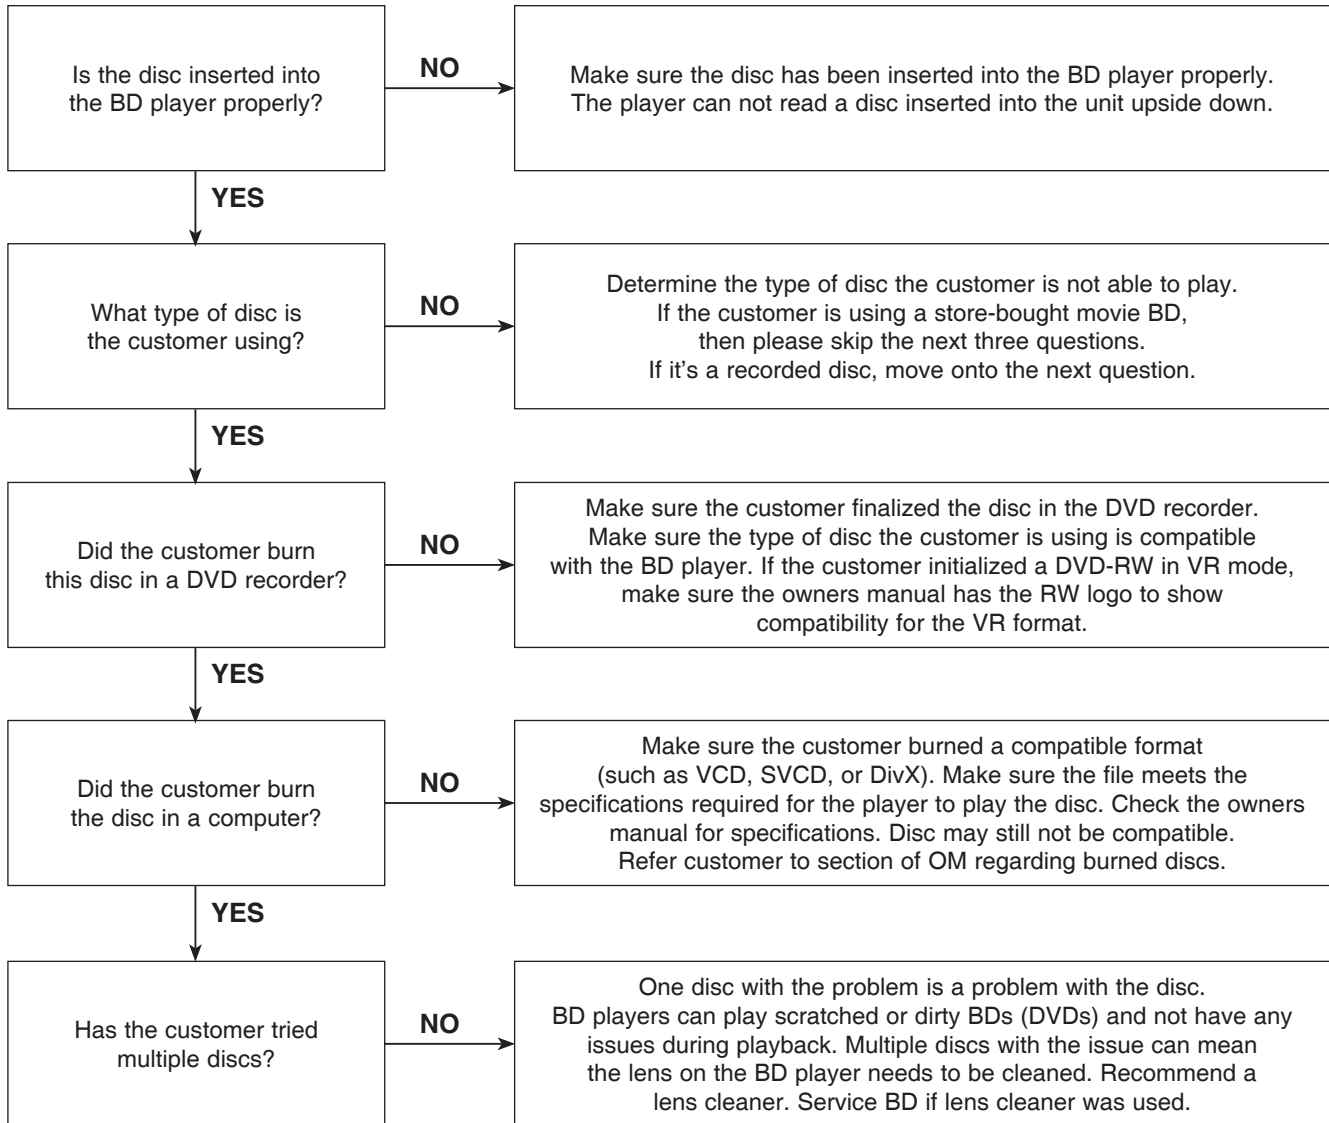 Is the disc inserted into
the BD player properly?
NO
Make sure the disc has been inserted into the BD player properly.
The player can not read a disc inserted into the unit upside down.
YES
What type of disc is
the customer using?
NO
Determine the type of disc the customer is not able to play.
If the customer is using a store-bought movie BD,
then please skip the next three questions.
If it's a recorded disc, move onto the next question.
YES
Did the customer burn
this disc in a DVD recorder?
NO
Make sure the customer finalized the disc in the DVD recorder.
Make sure the type of disc the customer is using is compatible
with the BD player. If the customer initialized a DVD-RW in VR mode,
make sure the owners manual has the RW logo to show
compatibility for the VR format.
YES
Did the customer burn
the disc in a computer?
NO
Make sure the customer burned a compatible format
(such as VCD, SVCD, or DivX). Make sure the file meets the
specifications required for the player to play the disc. Check the owners
manual for specifications. Disc may still not be compatible.
Refer customer to section of OM regarding burned discs.
YES
Has the customer tried
multiple discs?
NO
One disc with the problem is a problem with the disc.
BD players can play scratched or dirty BDs (DVDs) and not have any
issues during playback. Multiple discs with the issue can mean
the lens on the BD player needs to be cleaned. Recommend a
lens cleaner. Service BD if lens cleaner was used.